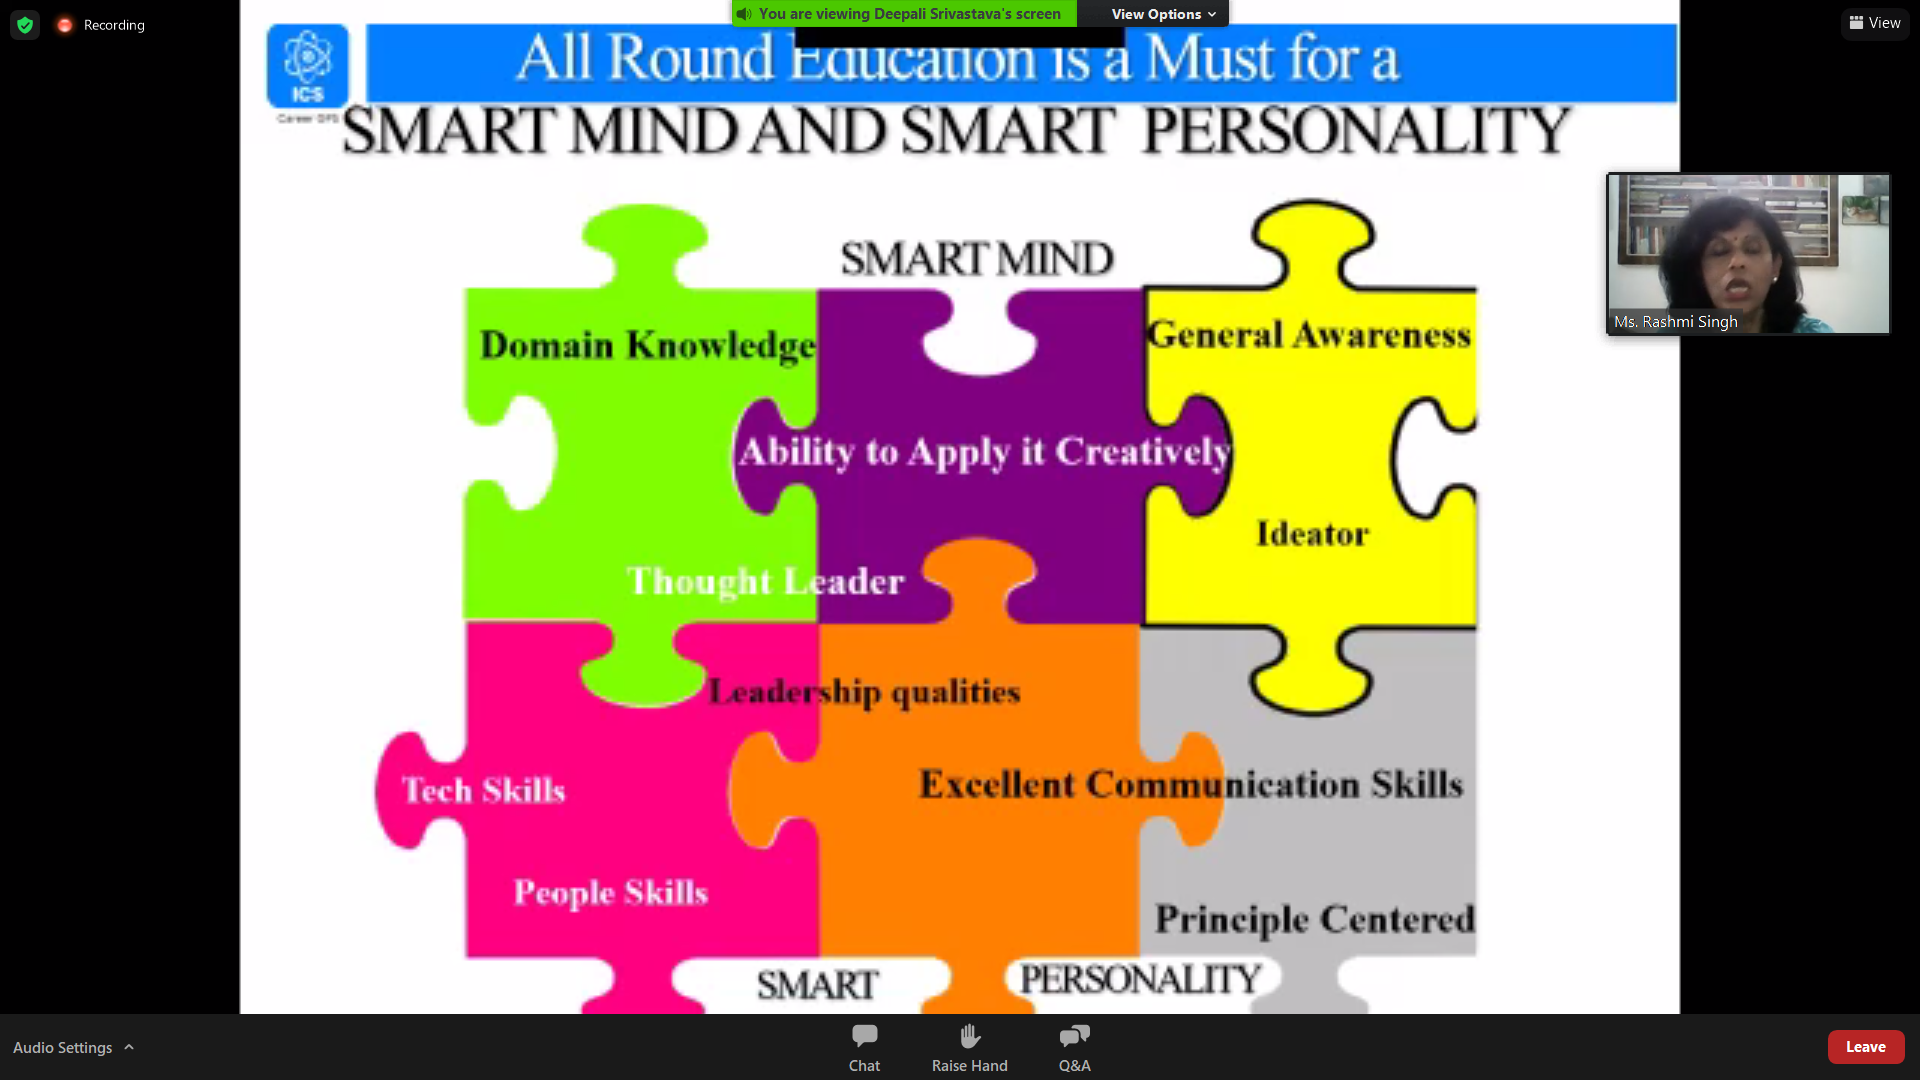 Recording
You are viewing Deepali Srivastava's screen
View Options
View
ICS
Career GPS
All Round Education is a Must for a
SMART MIND AND SMART PERSONALITY
SMART MIND
Domain Knowledge
General Awareness
Ms. Rashmi Singh
Ability to Apply it Creatively
Ideator
Thought Leader
Leadership qualities
Tech Skills
Excellent Communication Skills
People Skills
Principle Centered
SMART PERSONALITY
Audio Settings
Chat
Raise Hand
Q&A
Leave